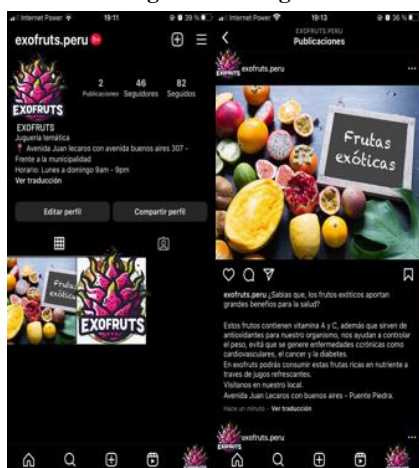 Internet Power
19:11
39 %
exofruts.peru 9+
2
46
82
Publicaciones
Seguidores
Seguidos
EXOFRUTS
EXOFRUTS
Juguería temática
Avenida Juan lecaros con avenida buenos aires 307 -
Frente a la municipalidad
Horario: Lunes a domingo 9am - 9pm
Ver traducción
Editar perfil
Compartir perfil
Frutas
EXOFRUTS
Internet Power
19:13
36 %
EXOFRUTS.PERU
Publicaciones
exofruts.peru
Frutas
exóticas
exofruts.peru ¿Sabías que, los frutos exóticos aportan
grandes benefios para la salud?
Estos frutos contienen vitamina A y C, además que sirven de
antioxidantes para nuestro organismo, nos ayudan a controlar
el peso, evitá que se genere enfermedades corónicas como
cardiovasculares, el cancer y la diabetes.
En exofruts podrás consumir estas frutas ricas en nutriente a
traves de jugos refrescantes.
Visítanos en nuestro local.
Avenida Juan Lecaros con buenos aires - Puente Piedra.
Hace un minuto · Ver traducción
exofruts.peru